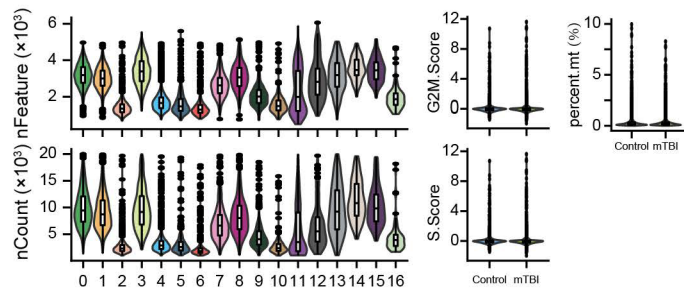 nFeature (×10³)
6
4
2
nCount (×10³)
20
15
10
5
0 1 2 3 4 5 6 7 8 9 10 11 12 13 14 15 16
G2M.Score
12
8
4
0
S.Score
12
8
4
0
Control mTBI
percent.mt (%)
10
5
0
Control mTBI